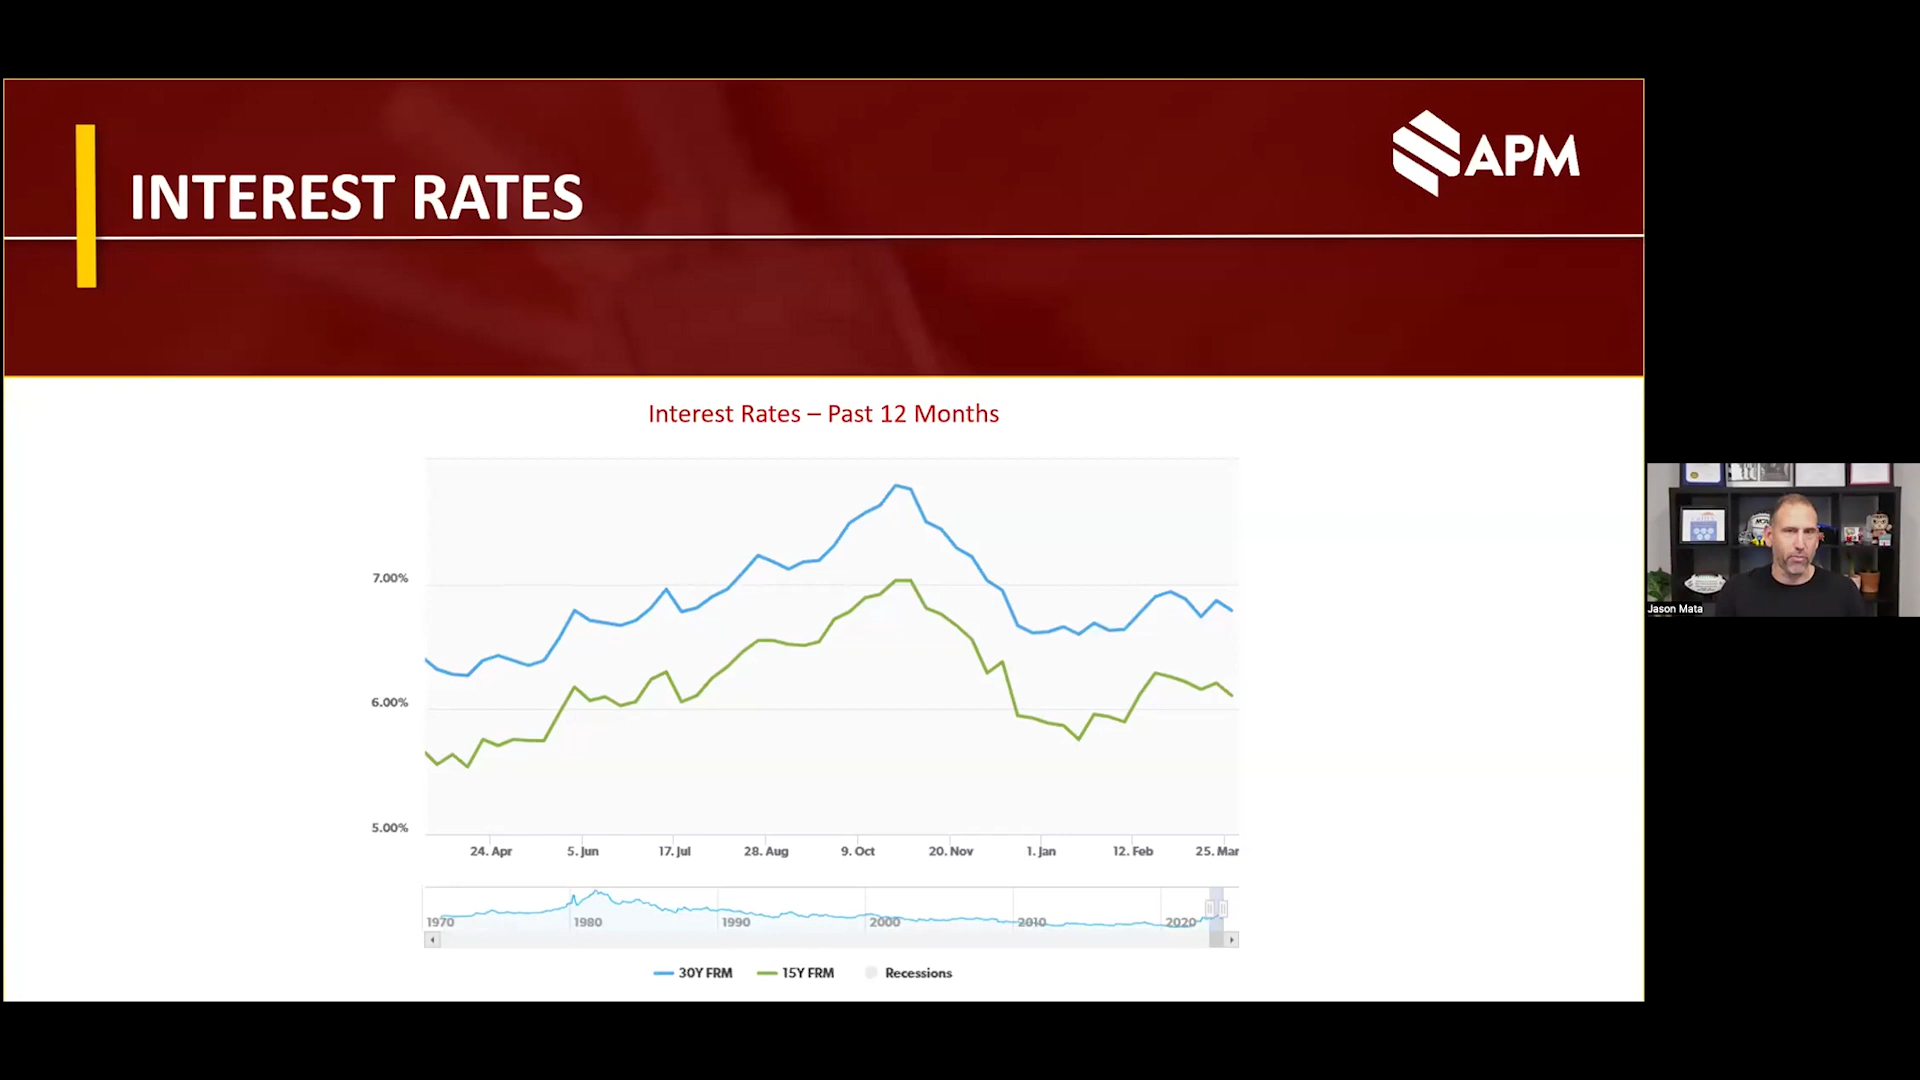 APM
INTEREST RATES
Interest Rates – Past 12 Months
7.00%
6.00%
5.00%
24. Apr 5. Jun 17. Jul 28. Aug 9. Oct 20. Nov 1. Jan 12. Feb 25. Mar
1970 1980 1990 2000 2010 2020
30Y FRM 15Y FRM Recessions
Jason Mata